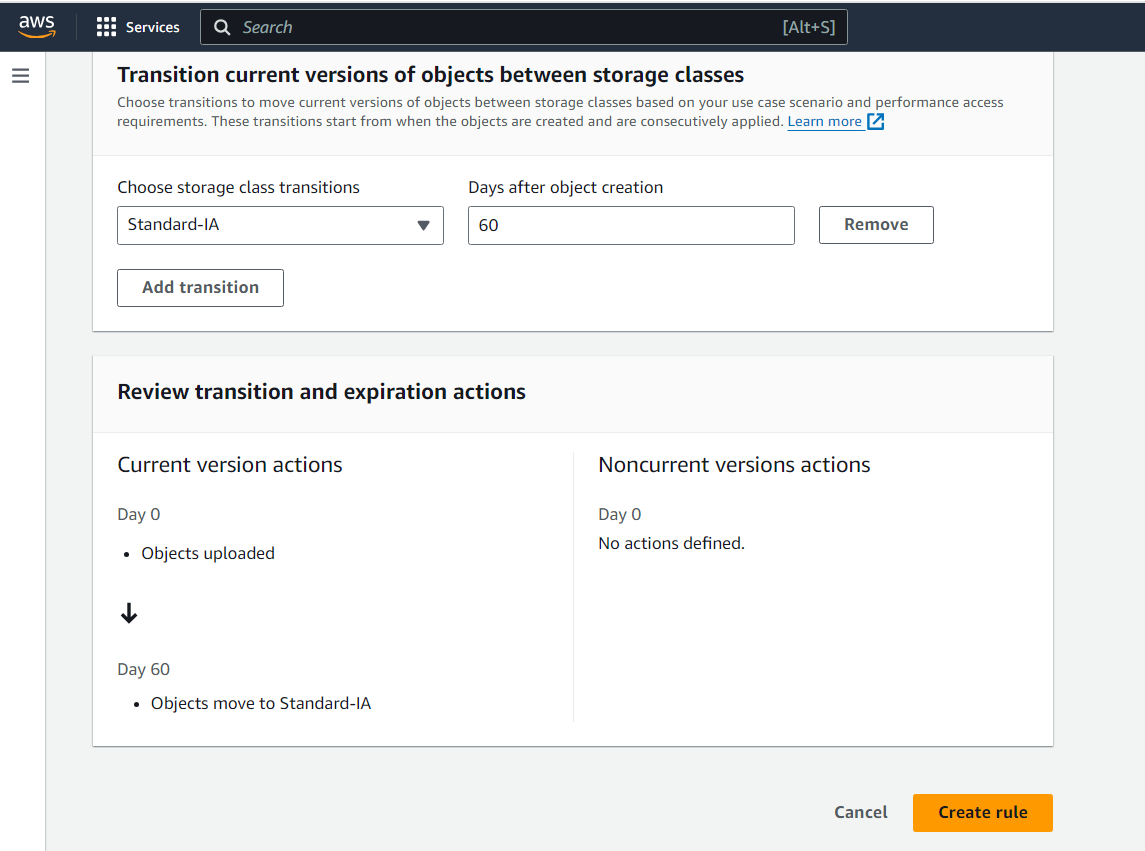 aws
Services
Search
[Alt+S]
Transition current versions of objects between storage classes
Choose transitions to move current versions of objects between storage classes based on your use case scenario and performance access
requirements. These transitions start from when the objects are created and are consecutively applied. Learn more
Choose storage class transitions
Days after object creation
Standard-IA
60
Remove
Add transition
Review transition and expiration actions
Current version actions
Day 0
• Objects uploaded
Day 60
• Objects move to Standard-IA
Noncurrent versions actions
Day 0
No actions defined.
Cancel
Create rule